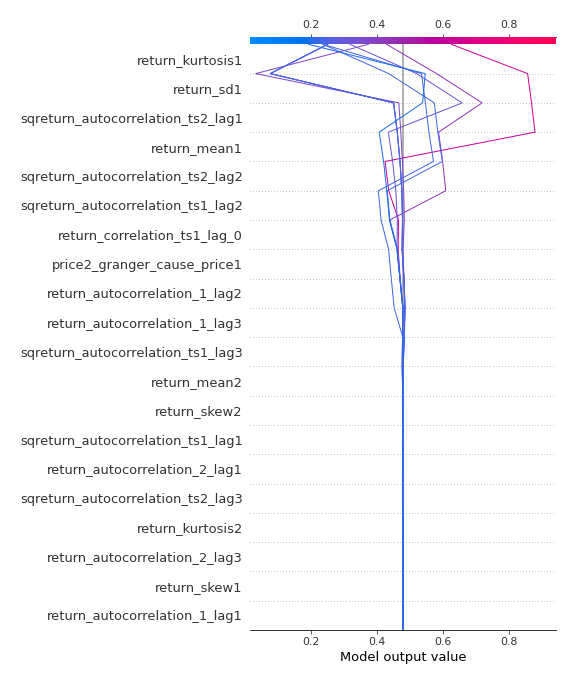 0.2 0.4 0.6 0.8
return_kurtosis1
return_sd1
sqreturn_autocorrelation_ts2_lag1
return_mean1
sqreturn_autocorrelation_ts2_lag2
sqreturn_autocorrelation_ts1_lag2
return_correlation_ts1_lag_0
price2_granger_cause_price1
return_autocorrelation_1_lag2
return_autocorrelation_1_lag3
sqreturn_autocorrelation_ts1_lag3
return_mean2
return_skew2
sqreturn_autocorrelation_ts1_lag1
return_autocorrelation_2_lag1
sqreturn_autocorrelation_ts2_lag3
return_kurtosis2
return_autocorrelation_2_lag3
return_skew1
return_autocorrelation_1_lag1
0.2 0.4 0.6 0.8
Model output value